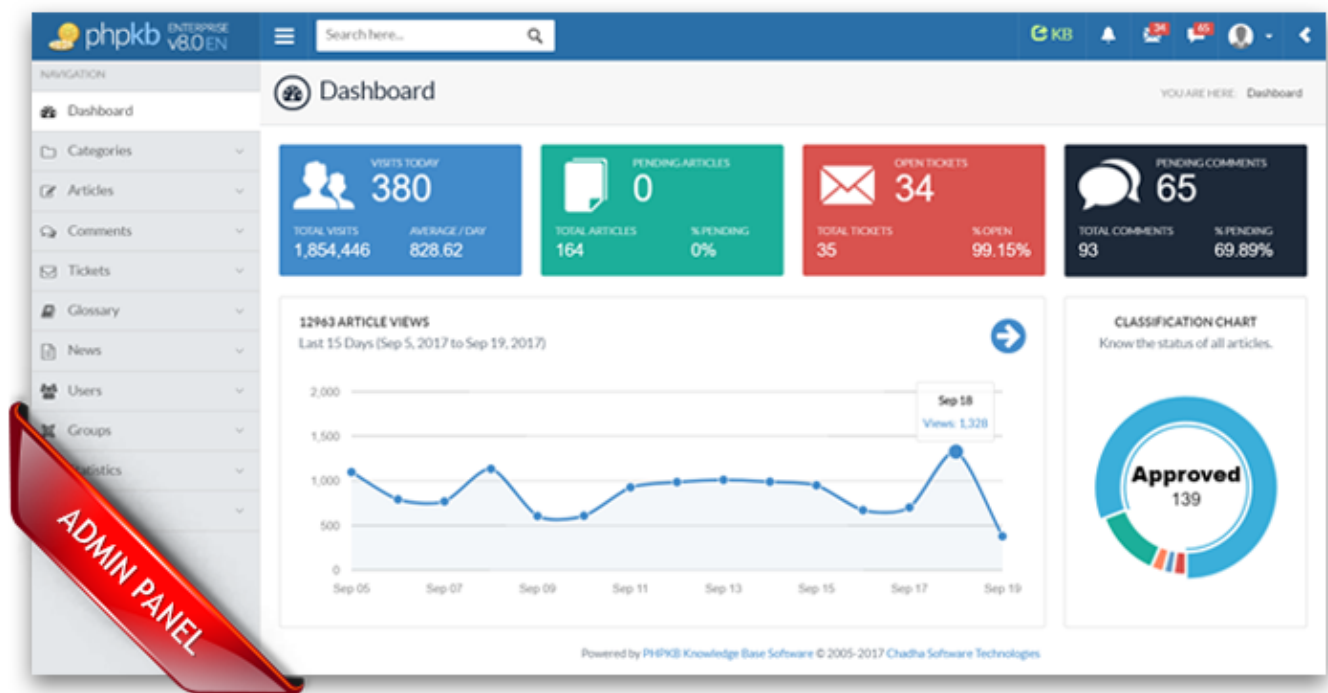 phpkb ENTERPRISE v8.0 EN
Search here...
KB
34
65
NAVIGATION
Dashboard
Categories
Articles
Comments
Tickets
Glossary
News
Users
Groups
Statistics
ADMIN PANEL
Dashboard
YOU ARE HERE: Dashboard
VISITS TODAY
380
TOTAL VISITS AVERAGE / DAY
1,854,446 828.62
PENDING ARTICLES
0
TOTAL ARTICLES % PENDING
164 0%
OPEN TICKETS
34
TOTAL TICKETS % OPEN
35 99.15%
PENDING COMMENTS
65
TOTAL COMMENTS % PENDING
93 69.89%
12963 ARTICLE VIEWS
Last 15 Days (Sep 5, 2017 to Sep 19, 2017)
2,000
1,500
1,000
500
0
Sep 18
Views: 1,328
Sep 05 Sep 07 Sep 09 Sep 11 Sep 13 Sep 15 Sep 17 Sep 19
CLASSIFICATION CHART
Know the status of all articles.
Approved
139
Powered by PHPKB Knowledge Base Software © 2005-2017 Chadha Software Technologies